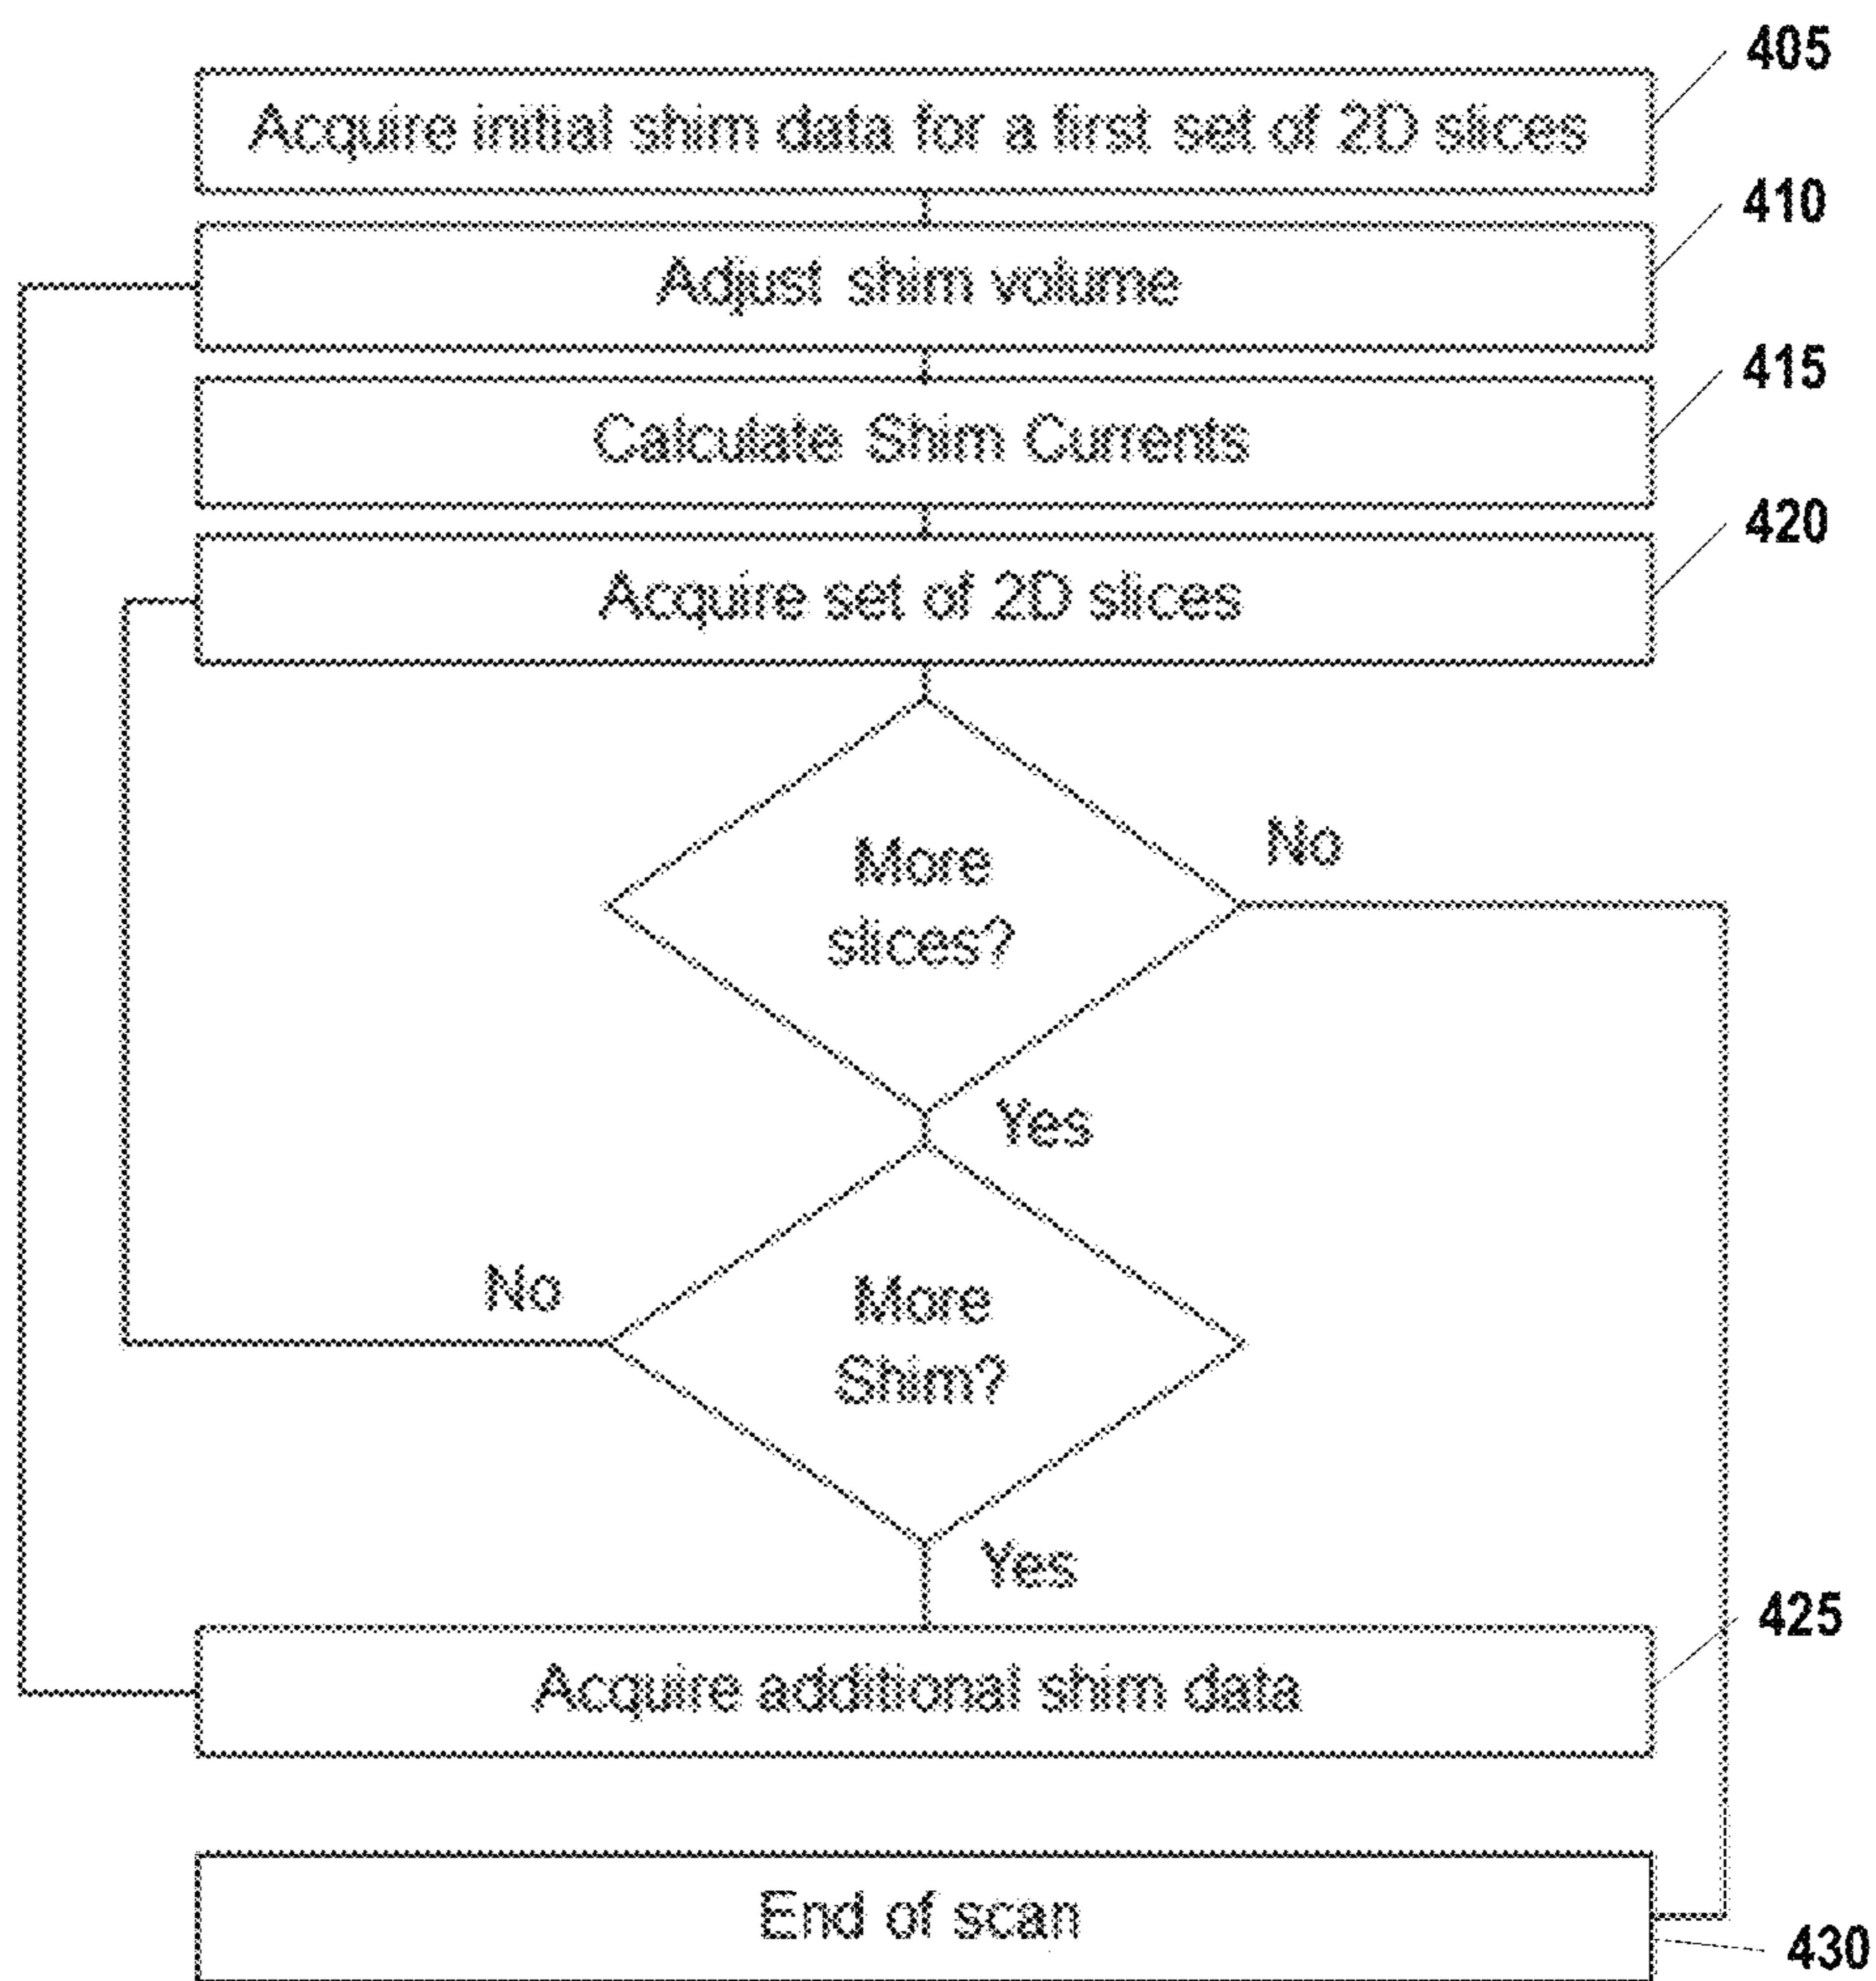 405
Acquire initial shim data for a first set of 2D slices
410
Adjust shim volume
415
Calculate Shim Currents
420
Acquire set of 2D slices
More
slices?
No
Yes
More
Shim?
No
Yes
425
Acquire additional shim data
End of scan
430